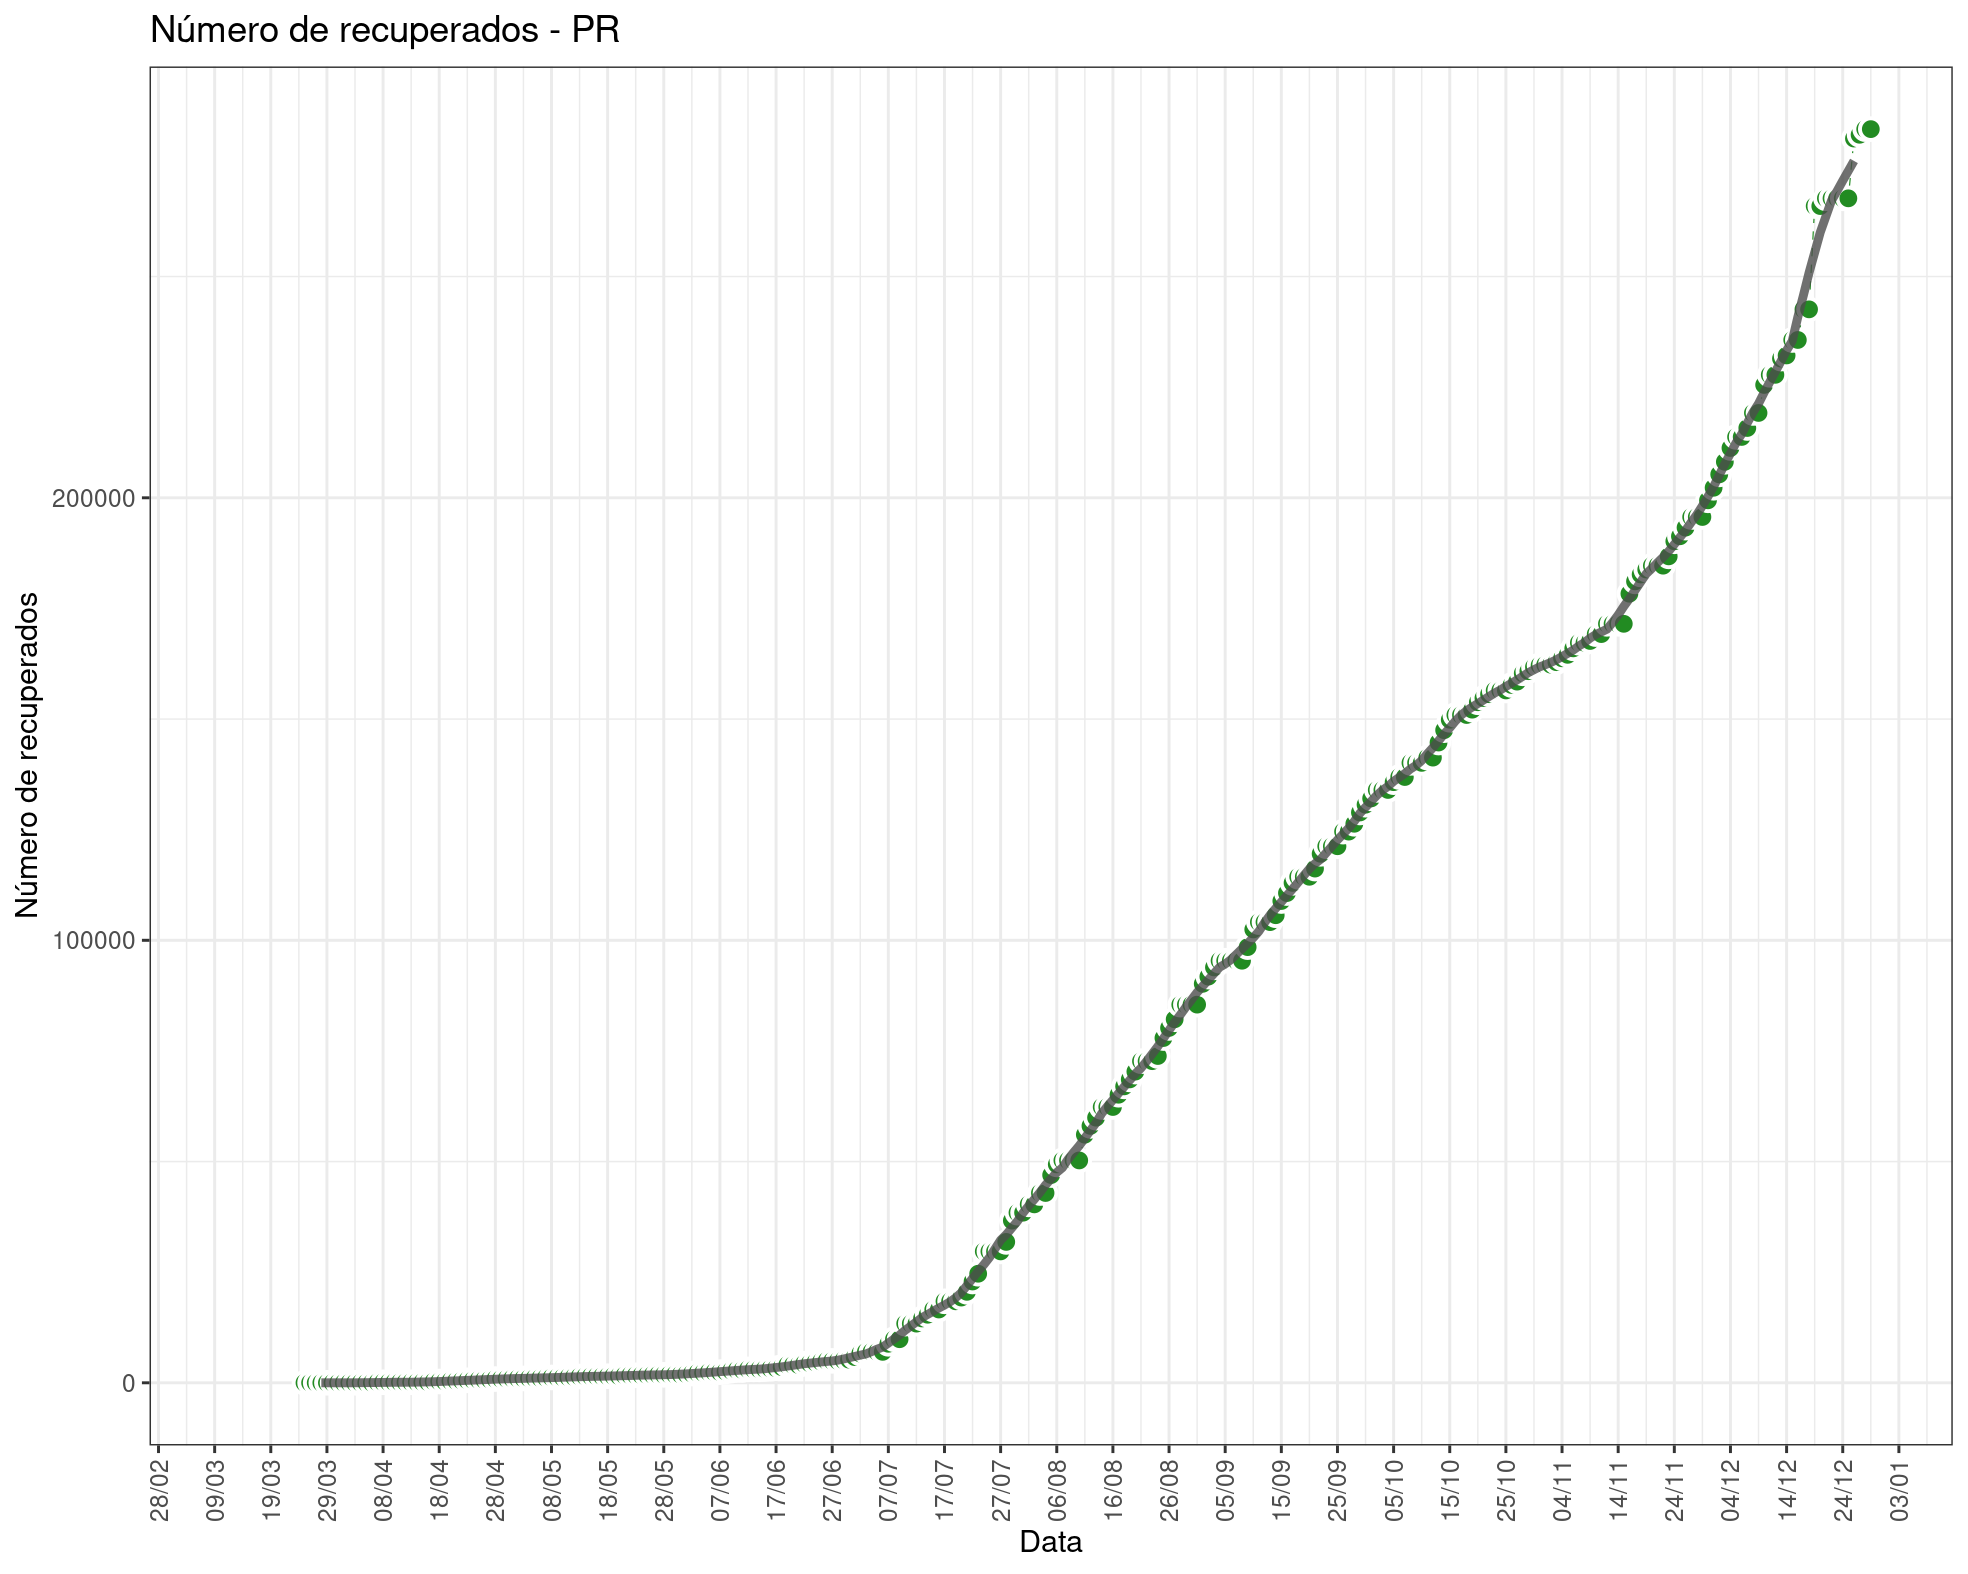 Número de recuperados - PR
Número de recuperados
200000
100000
0
28/02 09/03 19/03 29/03 08/04 18/04 28/04 08/05 18/05 28/05 07/06 17/06 27/06 07/07 17/07 27/07 06/08 16/08 26/08 05/09 15/09 25/09 05/10 15/10 25/10 04/11 14/11 24/11 04/12 14/12 24/12 03/01
Data